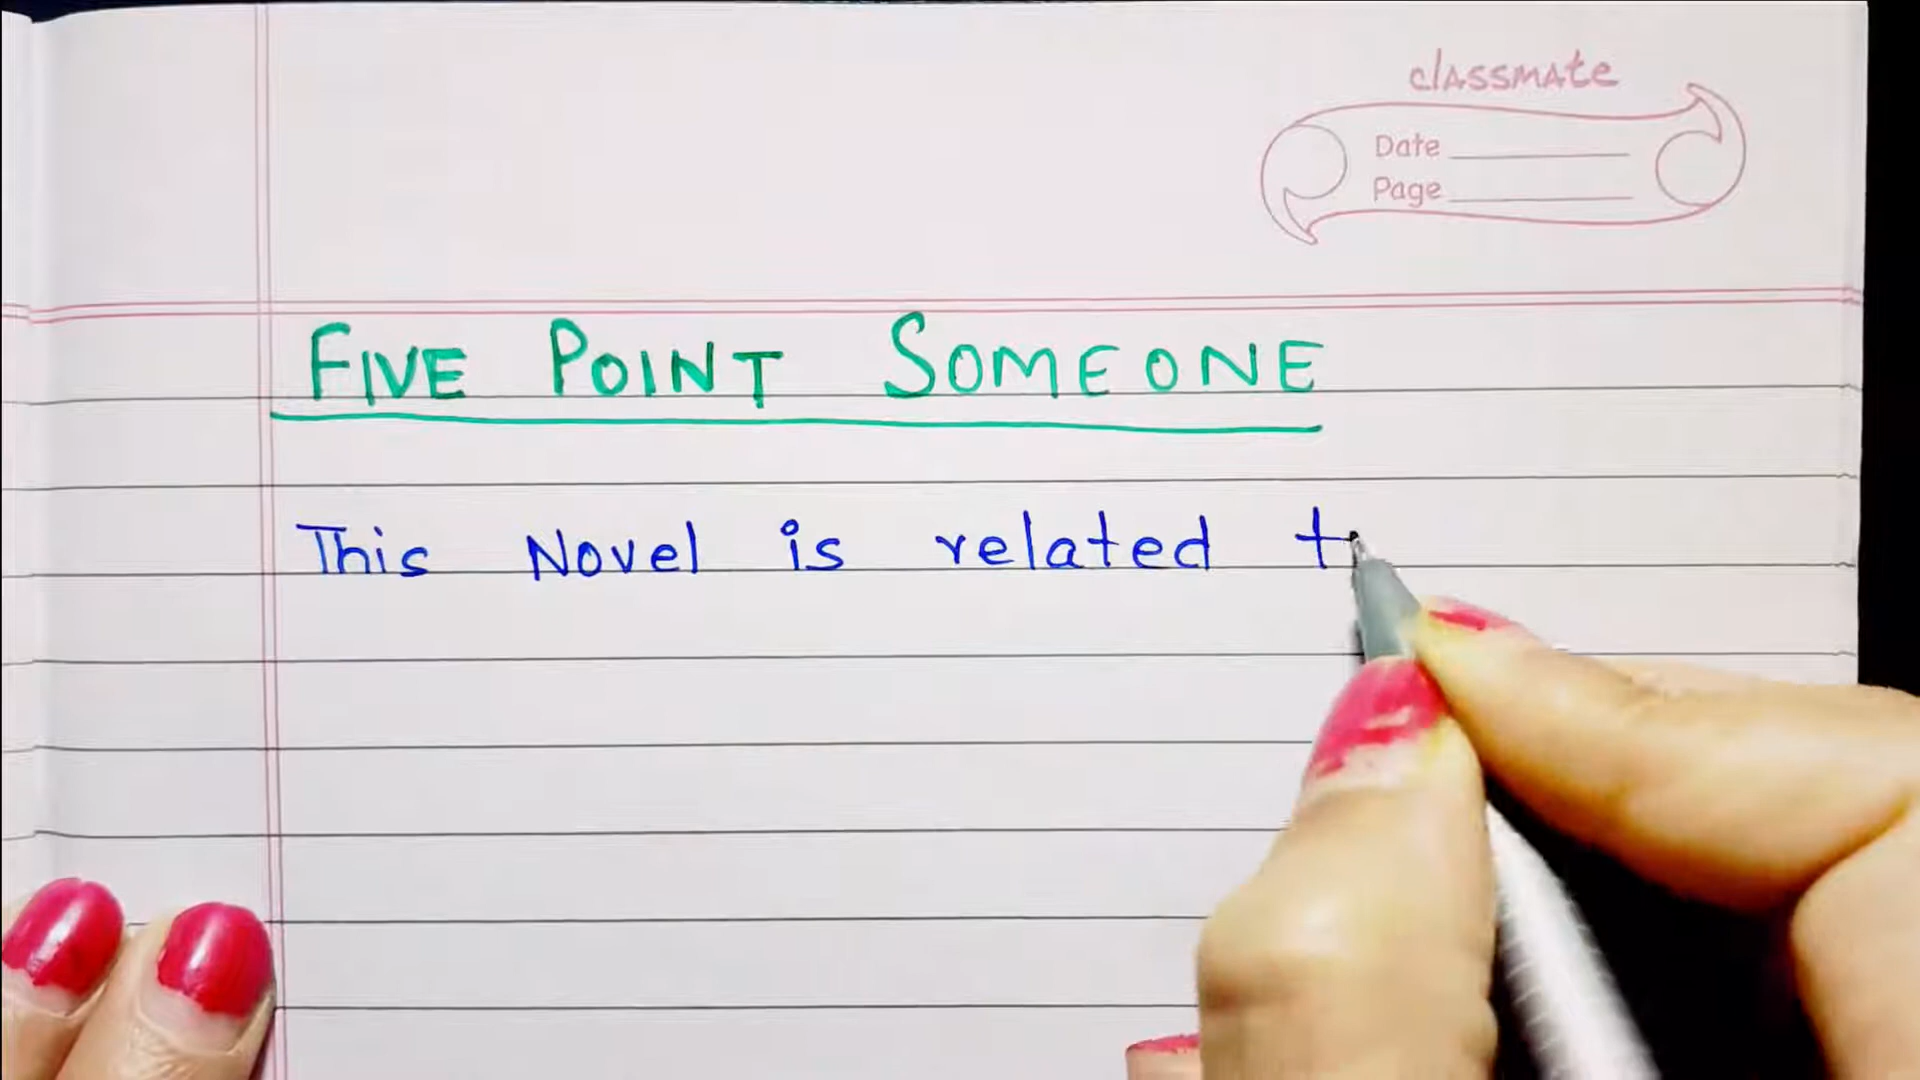 classmate
Date
Page
FIVE POINT SOMEONE
This Novel is related t